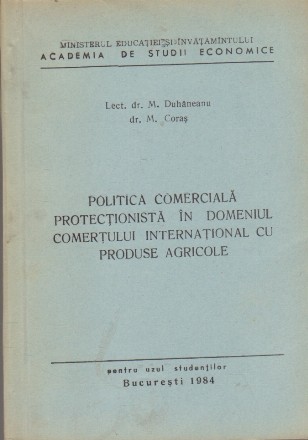 MINISTERUL EDUCAȚIEI ȘI ÎNVĂȚĂMÎNTULUI
ACADEMIA DE STUDII ECONOMICE
Lect. dr. M. Duhăneanu
dr. M. Coraș
POLITICA COMERCIALĂ
PROTECȚIONISTĂ ÎN DOMENIUL
COMERȚULUI INTERNAȚIONAL CU
PRODUSE AGRICOLE
pentru uzul studenților
București 1984